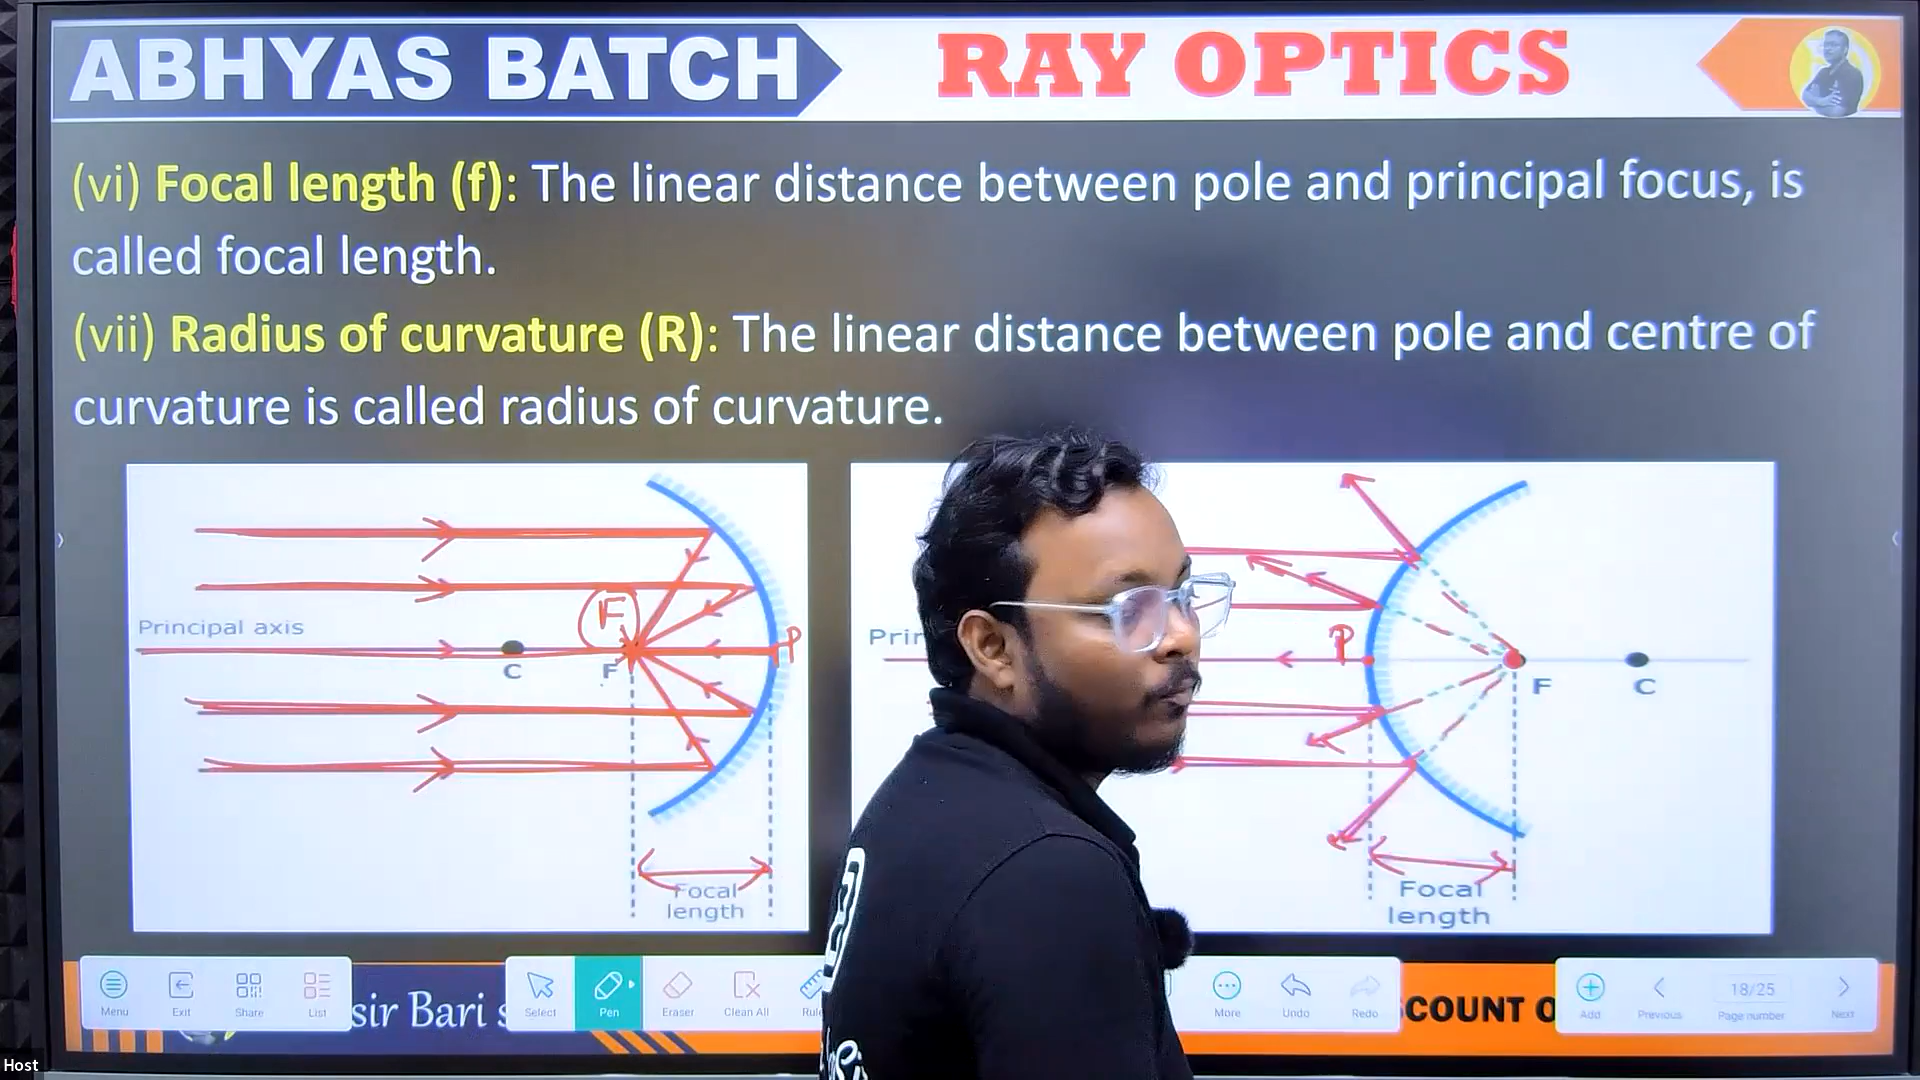 ABHYAS BATCH
RAY OPTICS
(vi) Focal length (f): The linear distance between pole and principal focus, is
called focal length.
(vii) Radius of curvature (R): The linear distance between pole and centre of
curvature is called radius of curvature.
Principal axis
F
P
C
F
Focal
length
P
F
C
Focal
length
Menu
Exit
Share
List
sir Bari
Select
Pen
Eraser
Clean All
More
Undo
Redo
COUNT O
Add
Previous
18/25
Page number
Next
Host